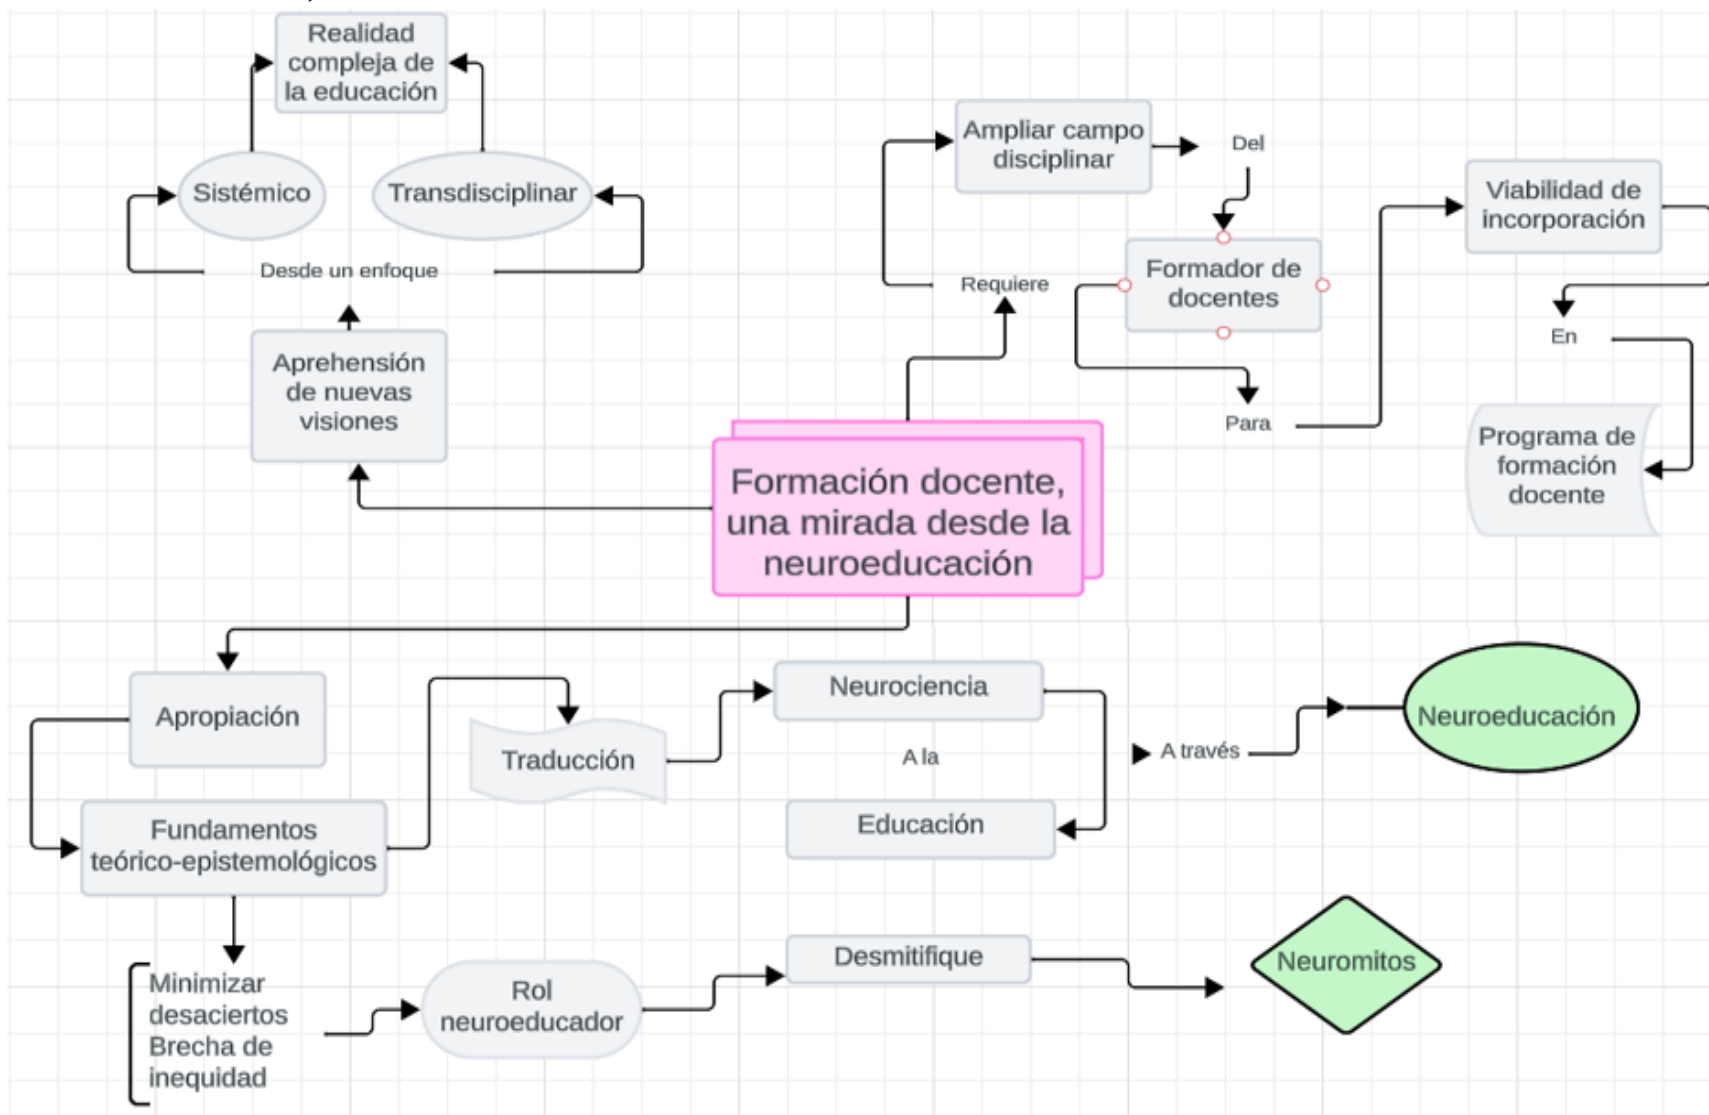 Realidad
compleja de
la educación
Sistémico
Transdisciplinar
Desde un enfoque
Aprehensión
de nuevas
visiones
Ampliar campo
disciplinar
Del
Formador de
docentes
Requiere
Para
Viabilidad de
incorporación
En
Programa de
formación
docente
Formación docente,
una mirada desde la
neuroeducación
Apropiación
Fundamentos
teórico-epistemológicos
Traducción
Neurociencia
A la
Educación
A través
Neuroeducación
Minimizar
desaciertos
Brecha de
inequidad
Rol
neuroeducador
Desmitifique
Neuromitos